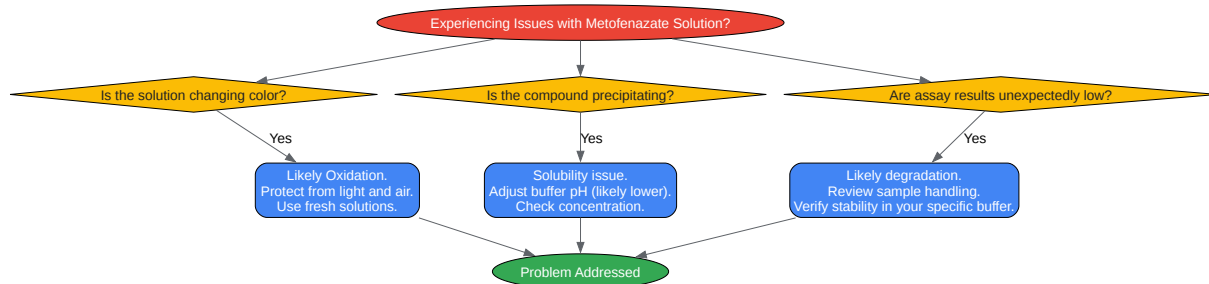 Experiencing Issues with Metofenazate Solution?
Is the solution changing color?
Is the compound precipitating?
Are assay results unexpectedly low?
Yes
Yes
Yes
Likely Oxidation.
Protect from light and air.
Use fresh solutions.
Solubility issue.
Adjust buffer pH (likely lower).
Check concentration.
Likely degradation.
Review sample handling.
Verify stability in your specific buffer.
Problem Addressed